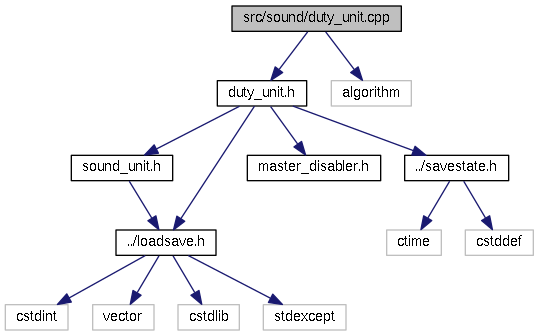 src/sound/duty_unit.cpp
duty_unit.h
algorithm
sound_unit.h
master_disabler.h
../savestate.h
../loadsave.h
ctime
cstddef
cstdint
vector
cstdlib
stdexcept